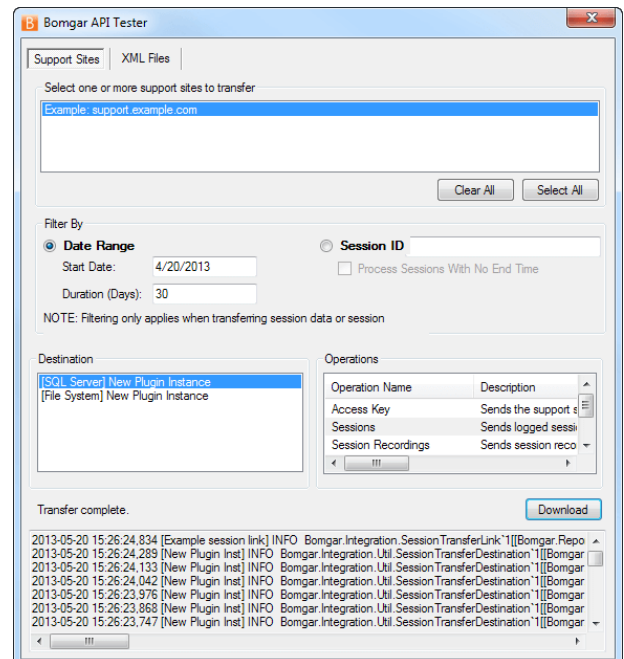 Bomgar API Tester
Support Sites XML Files
Select one or more support sites to transfer
Example: support.example.com
Clear All Select All
Filter By
Date Range Session ID
Start Date: 4/20/2013 Process Sessions With No End Time
Duration (Days): 30
NOTE: Filtering only applies when transferring session data or session
Destination Operations
[SQL Server] New Plugin Instance
[File System] New Plugin Instance
Operation Name Description
Access Key Sends the support s
Sessions Sends logged sessi
Session Recordings Sends session reco
Transfer complete. Download
2013-05-20 15:26:24,834 [Example session link] INFO Bomgar.Integration.SessionTransferLink`1[[Bomgar.Repo
2013-05-20 15:26:24,289 [New Plugin Inst] INFO Bomgar.Integration.Util.SessionTransferDestination`1[[Bomgar
2013-05-20 15:26:24,133 [New Plugin Inst] INFO Bomgar.Integration.Util.SessionTransferDestination`1[[Bomgar
2013-05-20 15:26:24,042 [New Plugin Inst] INFO Bomgar.Integration.Util.SessionTransferDestination`1[[Bomgar
2013-05-20 15:26:23,976 [New Plugin Inst] INFO Bomgar.Integration.Util.SessionTransferDestination`1[[Bomgar
2013-05-20 15:26:23,868 [New Plugin Inst] INFO Bomgar.Integration.Util.SessionTransferDestination`1[[Bomgar
2013-05-20 15:26:23,747 [New Plugin Inst] INFO Bomgar.Integration.Util.SessionTransferDestination`1[[Bomgar